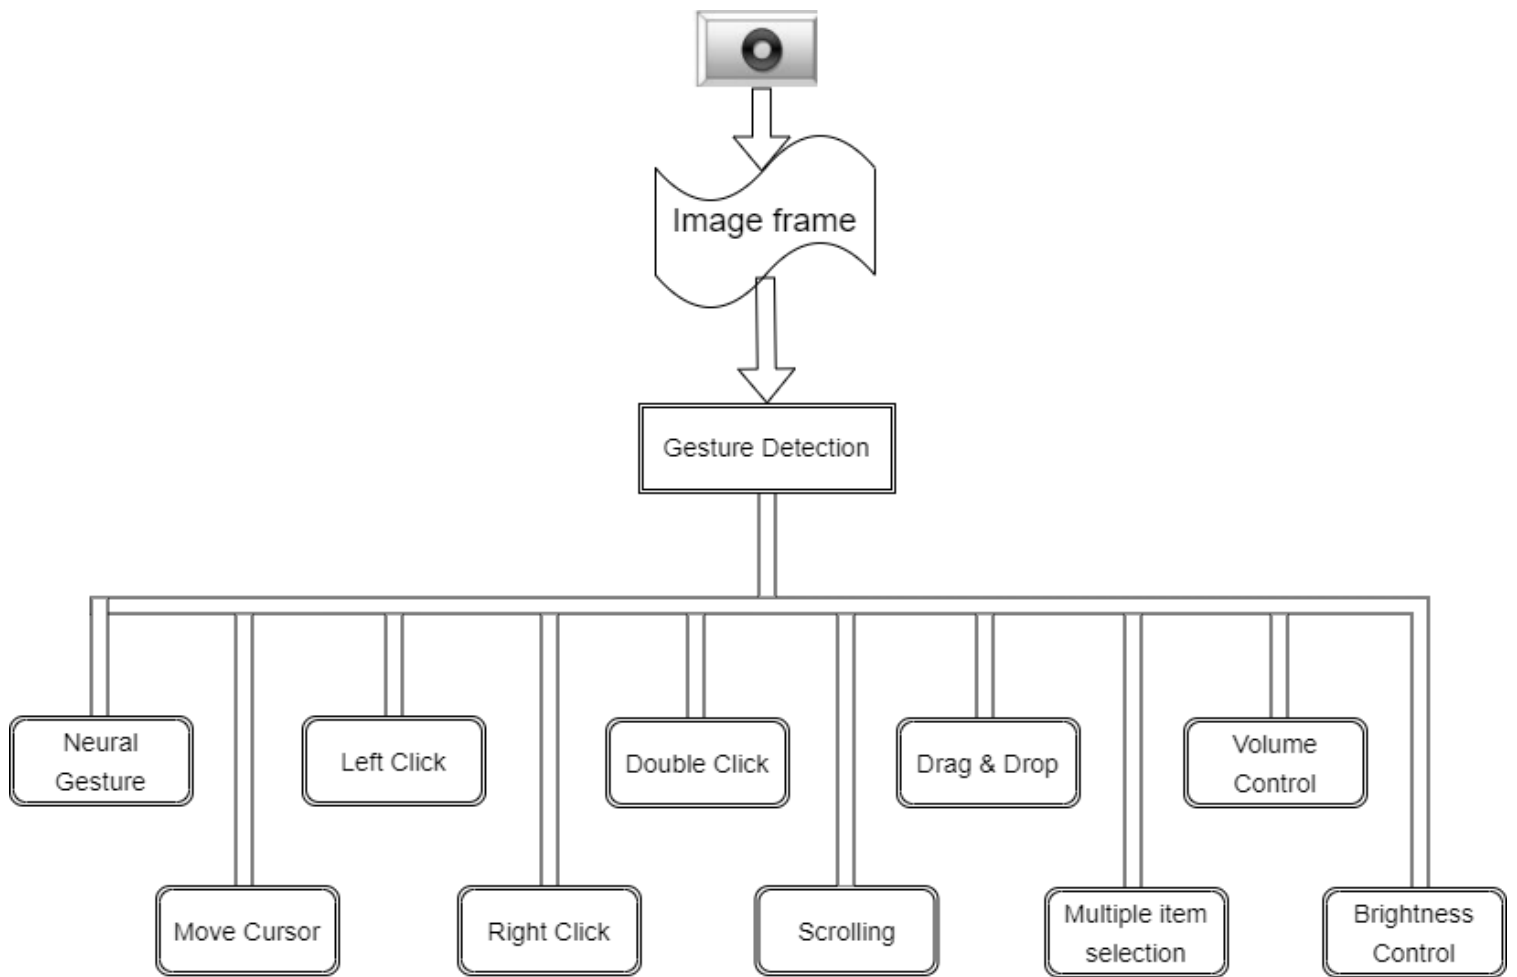 Image frame
Gesture Detection
Neural
Gesture
Left Click
Double Click
Drag & Drop
Volume
Control
Move Cursor
Right Click
Scrolling
Multiple item
selection
Brightness
Control